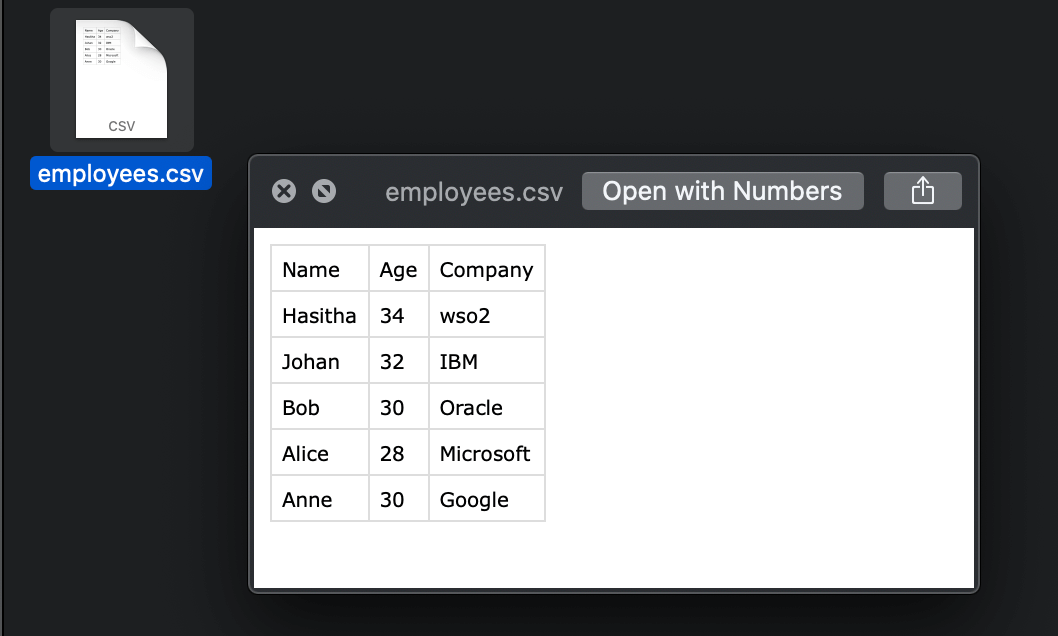 CSV
employees.csv
employees.csv Open with Numbers
Name Age Company
Hasitha 34 wso2
Johan 32 IBM
Bob 30 Oracle
Alice 28 Microsoft
Anne 30 Google